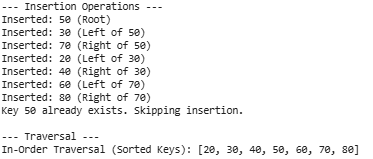 --- Insertion Operations ---
Inserted: 50 (Root)
Inserted: 30 (Left of 50)
Inserted: 70 (Right of 50)
Inserted: 20 (Left of 30)
Inserted: 40 (Right of 30)
Inserted: 60 (Left of 70)
Inserted: 80 (Right of 70)
Key 50 already exists. Skipping insertion.

--- Traversal ---
In-Order Traversal (Sorted Keys): [20, 30, 40, 50, 60, 70, 80]